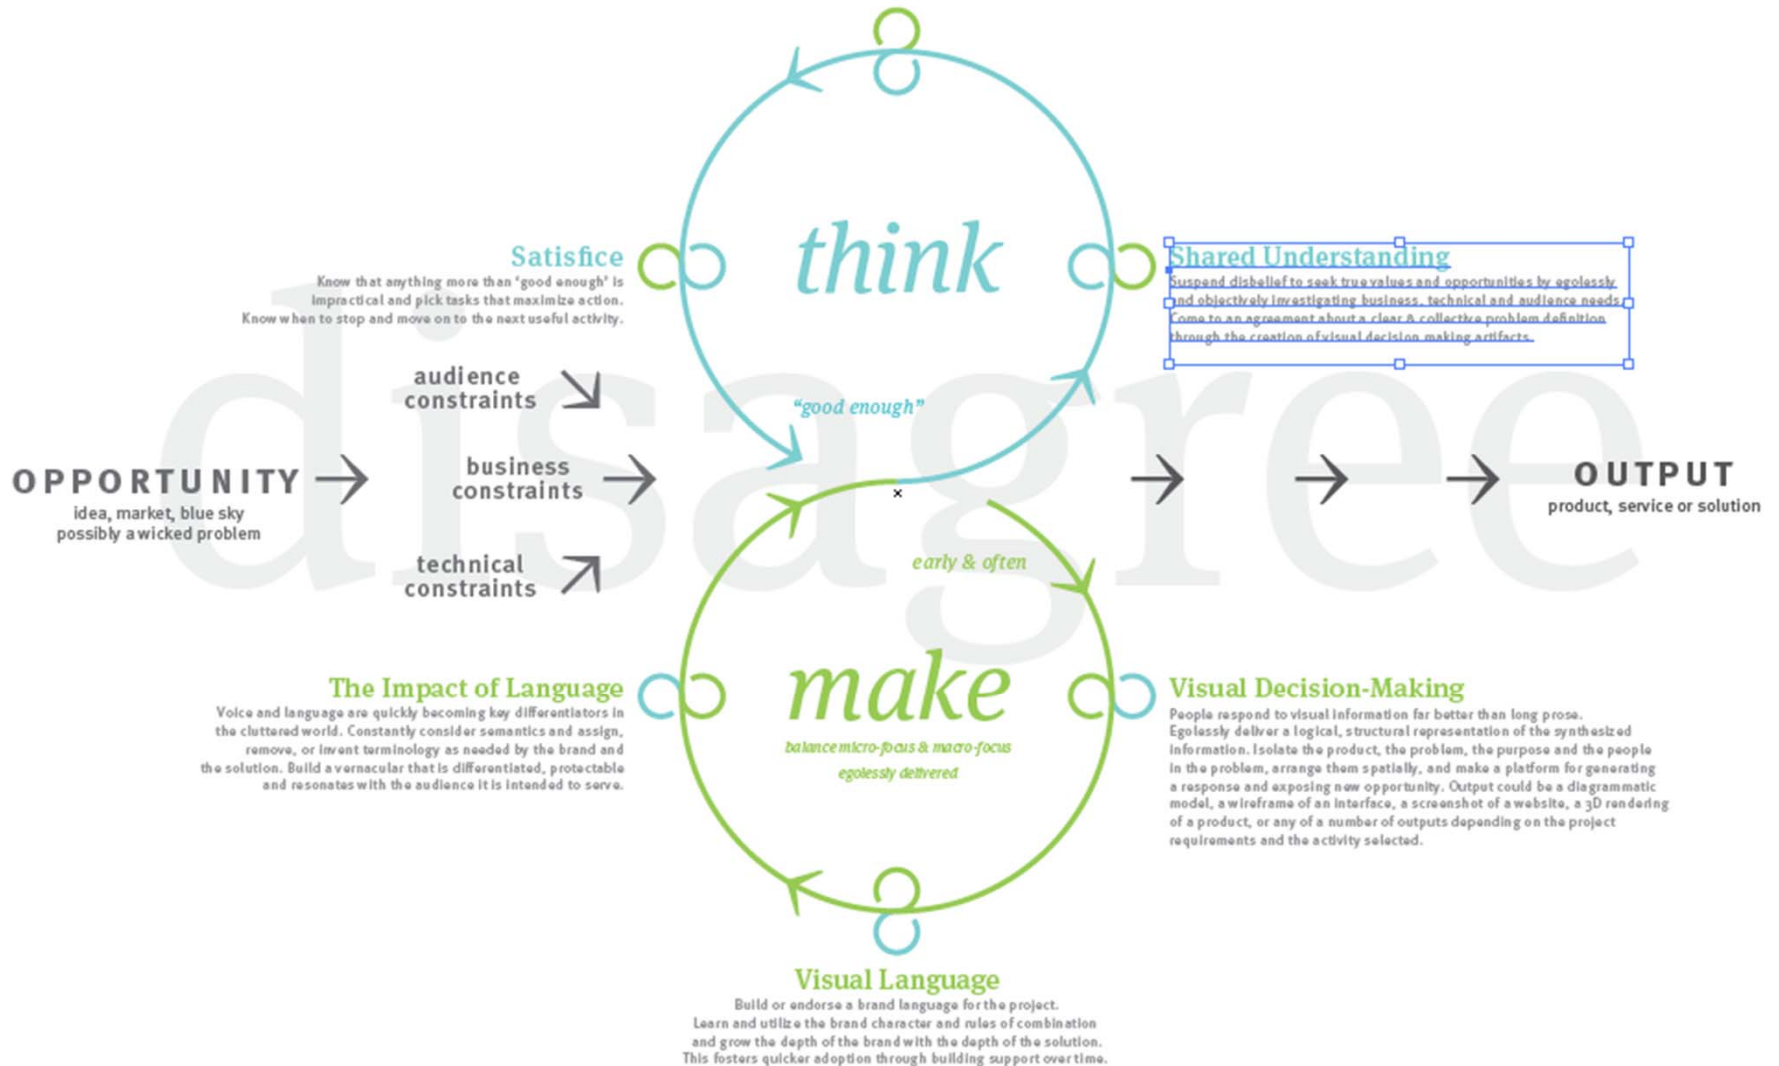 think
Satisfice
Know that anything more than 'good enough' is
impractical and pick tasks that maximize action.
Know when to stop and move on to the next useful activity.
Shared Understanding
Suspend disbelief to seek true values and opportunities by egolessly
and objectively investigating business, technical and audience needs.
Come to an agreement about a clear & collective problem definition
through the creation of visual decision making artifacts.
disagree
audience
constraints
"good enough"
OPPORTUNITY
idea, market, blue sky
possibly a wicked problem
business
constraints
OUTPUT
product, service or solution
technical
constraints
early & often
make
balance micro-focus & macro-focus
egolessly delivered
The Impact of Language
Voice and language are quickly becoming key differentiators in
the cluttered world. Constantly consider semantics and assign,
remove, or invent terminology as needed by the brand and
the solution. Build a vernacular that is differentiated, protectable
and resonates with the audience it is intended to serve.
Visual Decision-Making
People respond to visual information far better than long prose.
Egolessly deliver a logical, structural representation of the synthesized
information. Isolate the product, the problem, the purpose and the people
in the problem, arrange them spatially, and make a platform for generating
a response and exposing new opportunity. Output could be a diagrammatic
model, a wireframe of an interface, a screenshot of a website, a 3D rendering
of a product, or any of a number of outputs depending on the project
requirements and the activity selected.
Visual Language
Build or endorse a brand language for the project.
Learn and utilize the brand character and rules of combination
and grow the depth of the brand with the depth of the solution.
This fosters quicker adoption through building support over time.